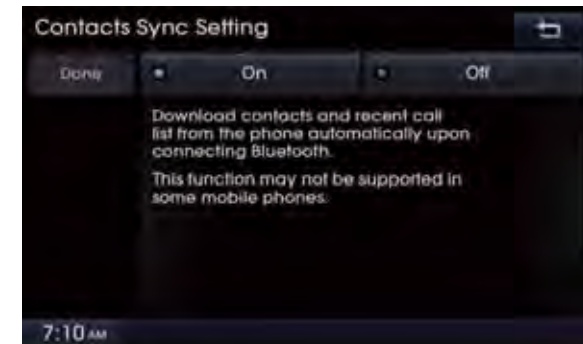 Contacts Sync Setting
Done
On
Off
Download contacts and recent call
list from the phone automatically upon
connecting Bluetooth.
This function may not be supported in
some mobile phones.
7:10 AM